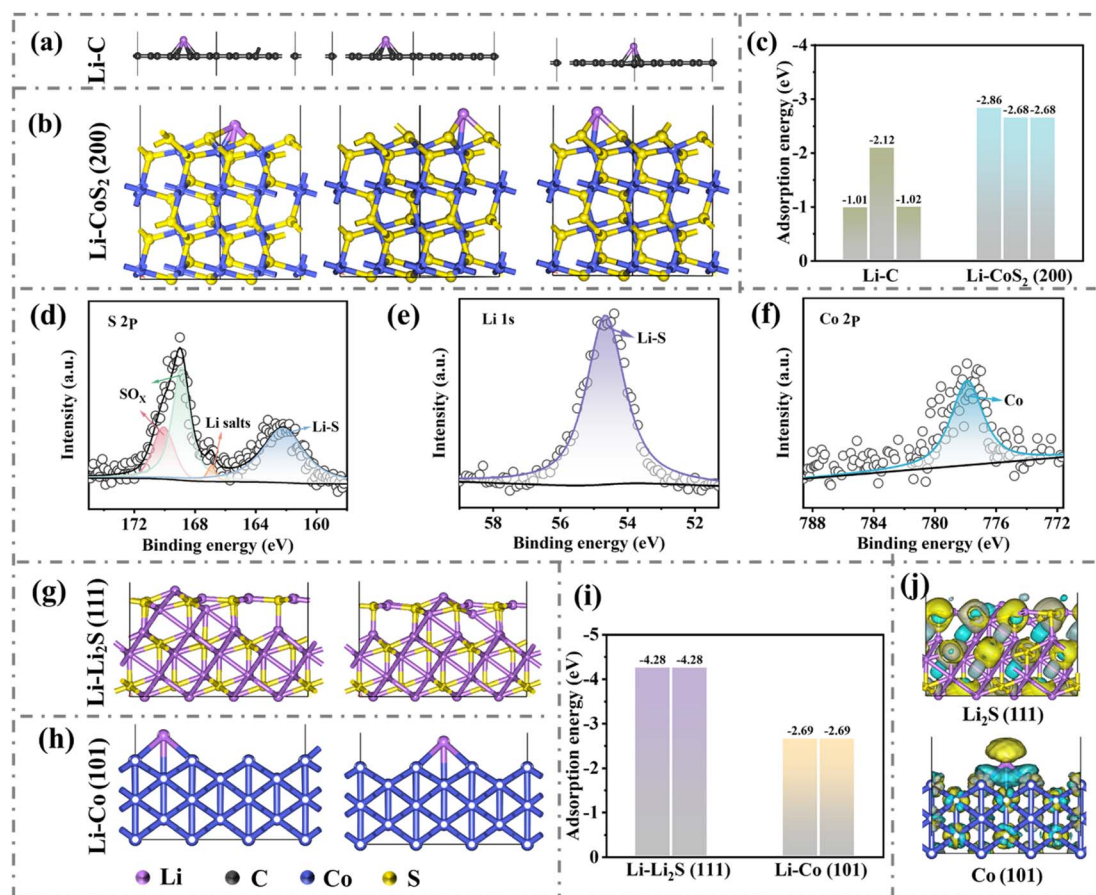 (a)
Li-C
(b)
Li-CoS₂ (200)
(c)
Adsorption energy (eV)
-4
-3
-2
-1
0
-1.01
-2.12
-1.02
-2.86
-2.68
-2.68
Li-C
Li-CoS₂ (200)
(d)
S 2p
Intensity (a.u.)
SOₓ
Li salts
Li-S
172
168
164
160
Binding energy (eV)
(e)
Li 1s
Intensity (a.u.)
Li-S
58
56
54
52
Binding energy (eV)
(f)
Co 2p
Intensity (a.u.)
Co
788
784
780
776
772
Binding energy (eV)
(g)
Li-Li₂S (111)
(h)
Li-Co (101)
Li
C
Co
S
(i)
Adsorption energy (eV)
-5
-4
-3
-2
-1
0
-4.28
-4.28
-2.69
-2.69
Li-Li₂S (111)
Li-Co (101)
(j)
Li₂S (111)
Co (101)